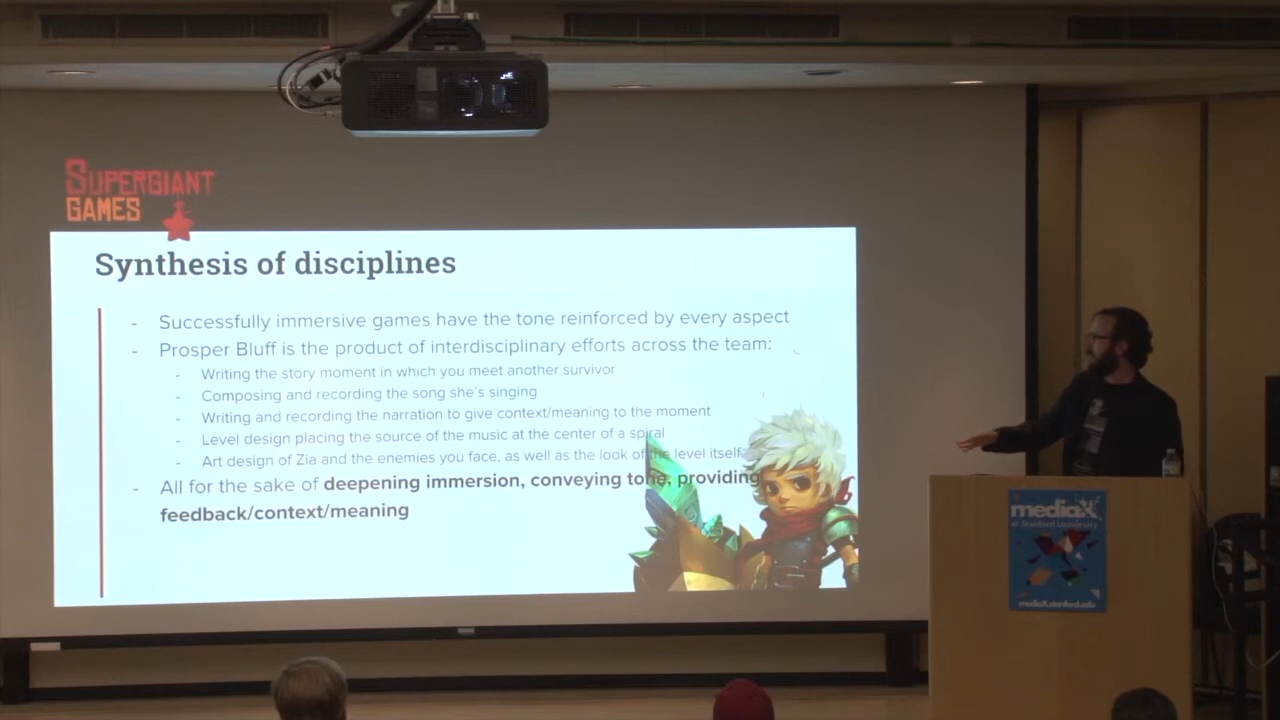 SUPERGIANT
GAMES
Synthesis of disciplines
- Successfully immersive games have the tone reinforced by every aspect
- Prosper Bluff is the product of interdisciplinary efforts across the team:
- Writing the story moment in which you meet another survivor
- Composing and recording the song she's singing
- Writing and recording the narration to give context/meaning to the moment
- Level design placing the source of the music at the center of a spiral
- Art design of Zia and the enemies you face, as well as the look of the level itself
- All for the sake of deepening immersion, conveying tone, providing
feedback/context/meaning
mediaX
at Stanford University
mediaX.stanford.edu